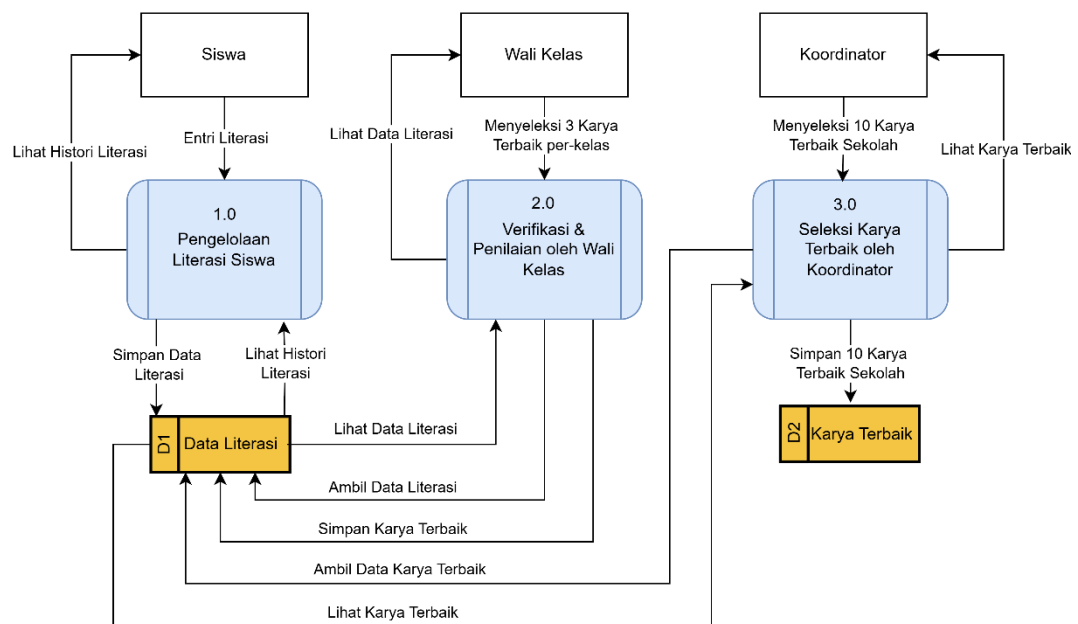 Siswa
Wali Kelas
Koordinator
Entri Literasi
Lihat Histori Literasi
Menyeleksi 3 Karya
Terbaik per-kelas
Lihat Data Literasi
Menyeleksi 10 Karya
Terbaik Sekolah
Lihat Karya Terbaik
1.0
Pengelolaan
Literasi Siswa
2.0
Verifikasi &
Penilaian oleh Wali
Kelas
3.0
Seleksi Karya
Terbaik oleh
Koordinator
Simpan Data
Literasi
Lihat Histori
Literasi
Simpan 10 Karya
Terbaik Sekolah
D1
Data Literasi
Lihat Data Literasi
D2
Karya Terbaik
Ambil Data Literasi
Simpan Karya Terbaik
Ambil Data Karya Terbaik
Lihat Karya Terbaik